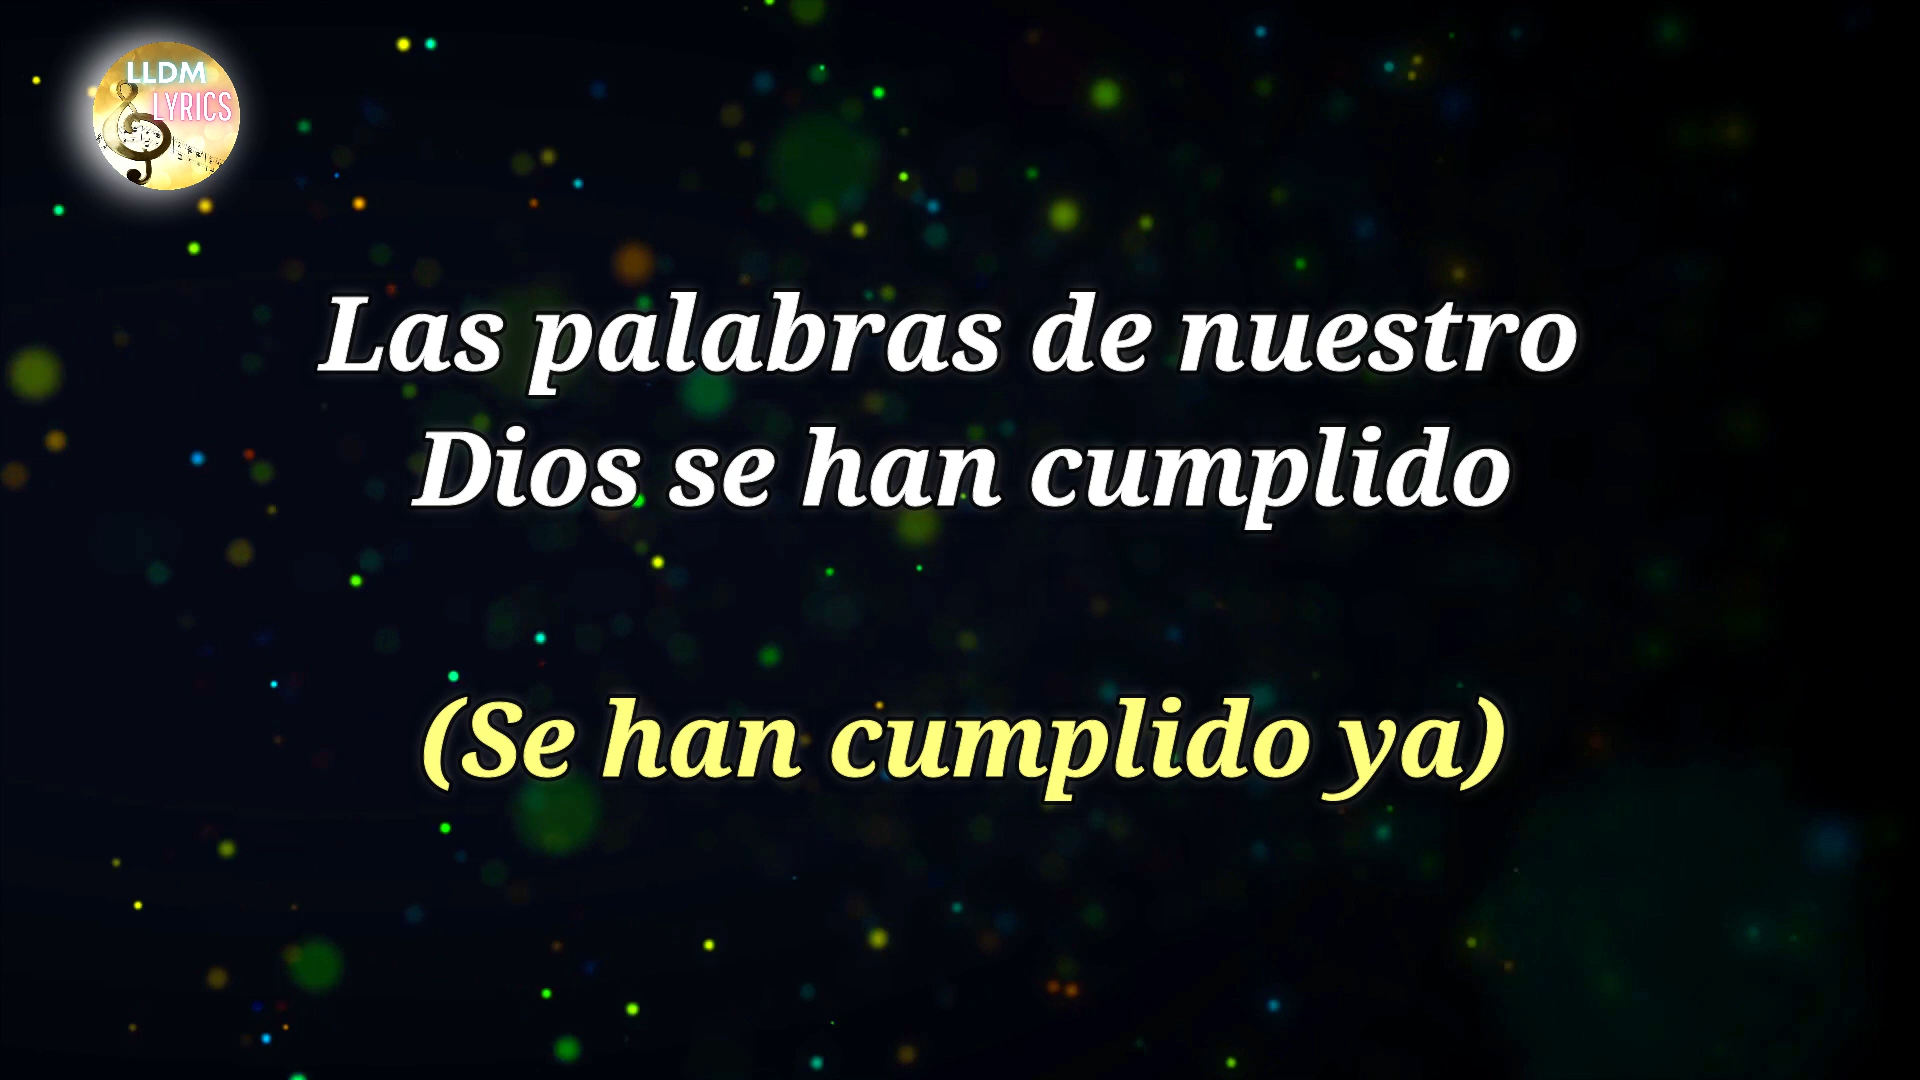 LLDM
LYRICS
Las palabras de nuestro
Dios se han cumplido
(Se han cumplido ya)